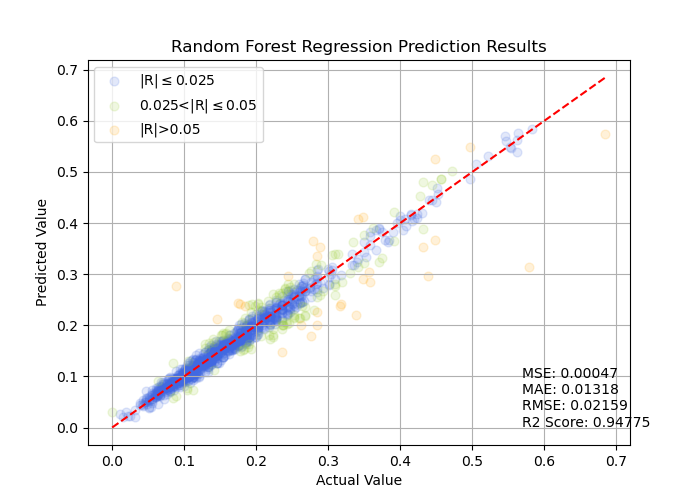 Random Forest Regression Prediction Results
|R| ≤ 0.025
0.025<|R| ≤ 0.05
|R|>0.05
0.7
0.6
0.5
0.4
0.3
0.2
0.1
0.0
Predicted Value
MSE: 0.00047
MAE: 0.01318
RMSE: 0.02159
R2 Score: 0.94775
0.0 0.1 0.2 0.3 0.4 0.5 0.6 0.7
Actual Value